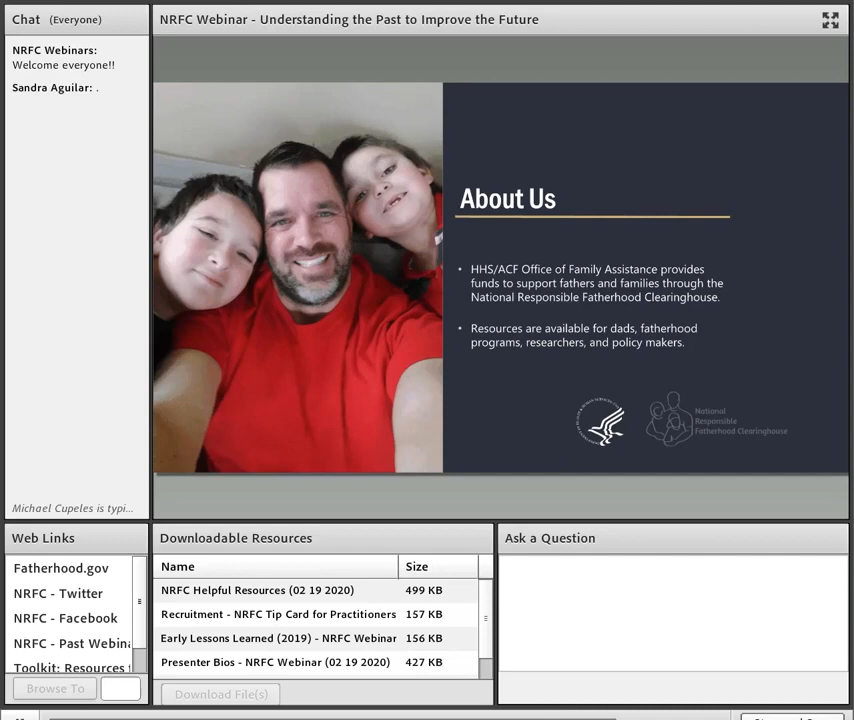 Chat (Everyone)
NRFC Webinars:
Welcome everyone!!
Sandra Aguilar: .
Michael Cupeles is typi...
NRFC Webinar - Understanding the Past to Improve the Future
About Us
• HHS/ACF Office of Family Assistance provides
funds to support fathers and families through the
National Responsible Fatherhood Clearinghouse.
• Resources are available for dads, fatherhood
programs, researchers, and policy makers.
National
Responsible
Fatherhood Clearinghouse
Web Links
Fatherhood.gov
NRFC - Twitter
NRFC - Facebook
NRFC - Past Webina
Toolkit: Resources
Browse To
Downloadable Resources
Name Size
NRFC Helpful Resources (02 19 2020) 499 KB
Recruitment - NRFC Tip Card for Practitioners 157 KB
Early Lessons Learned (2019) - NRFC Webinar 156 KB
Presenter Bios - NRFC Webinar (02 19 2020) 427 KB
Download File(s)
Ask a Question